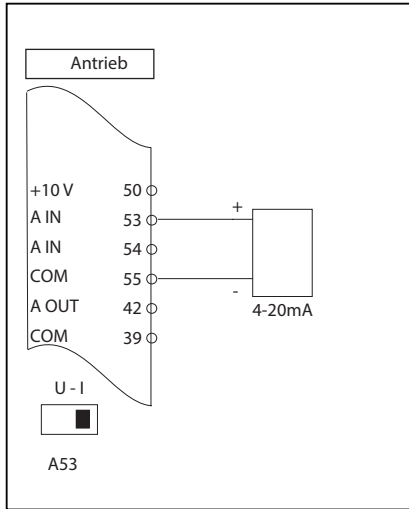 Antrieb
+10 V 50
A IN 53 +
A IN 54
COM 55 -
A OUT 42 4-20mA
COM 39
U - I
A53